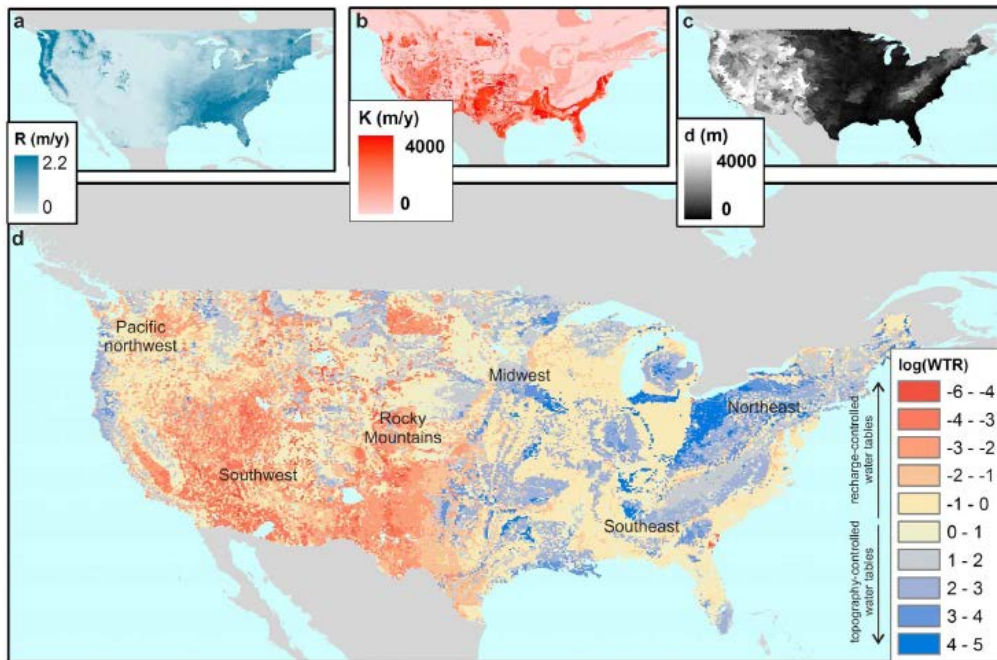 a
R (m/y)
2.2
0
b
K (m/y)
4000
0
c
d (m)
4000
0
d
Pacific
northwest
Midwest
Northeast
Rocky
Mountains
Southwest
Southeast
recharge-controlled
water tables
topography-controlled
water tables
log(WTR)
-6 - -4
-4 - -3
-3 - -2
-2 - -1
-1 - 0
0 - 1
1 - 2
2 - 3
3 - 4
4 - 5